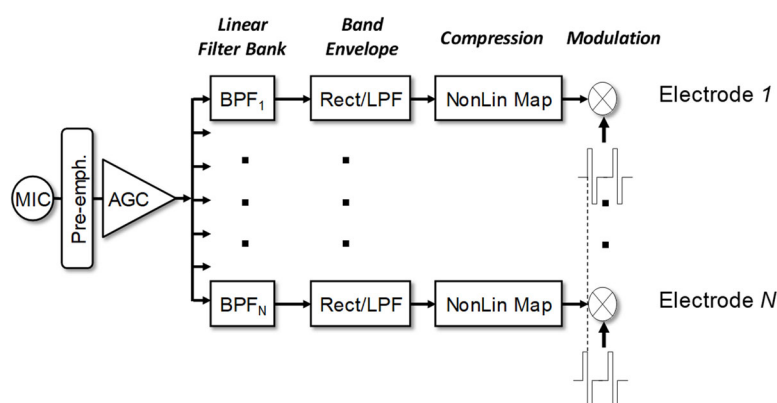 Linear Filter Bank
Band Envelope
Compression
Modulation
BPF1
Rect/LPF
NonLin Map
Electrode 1
MIC
Pre-emph.
AGC
BPFN
Rect/LPF
NonLin Map
Electrode N